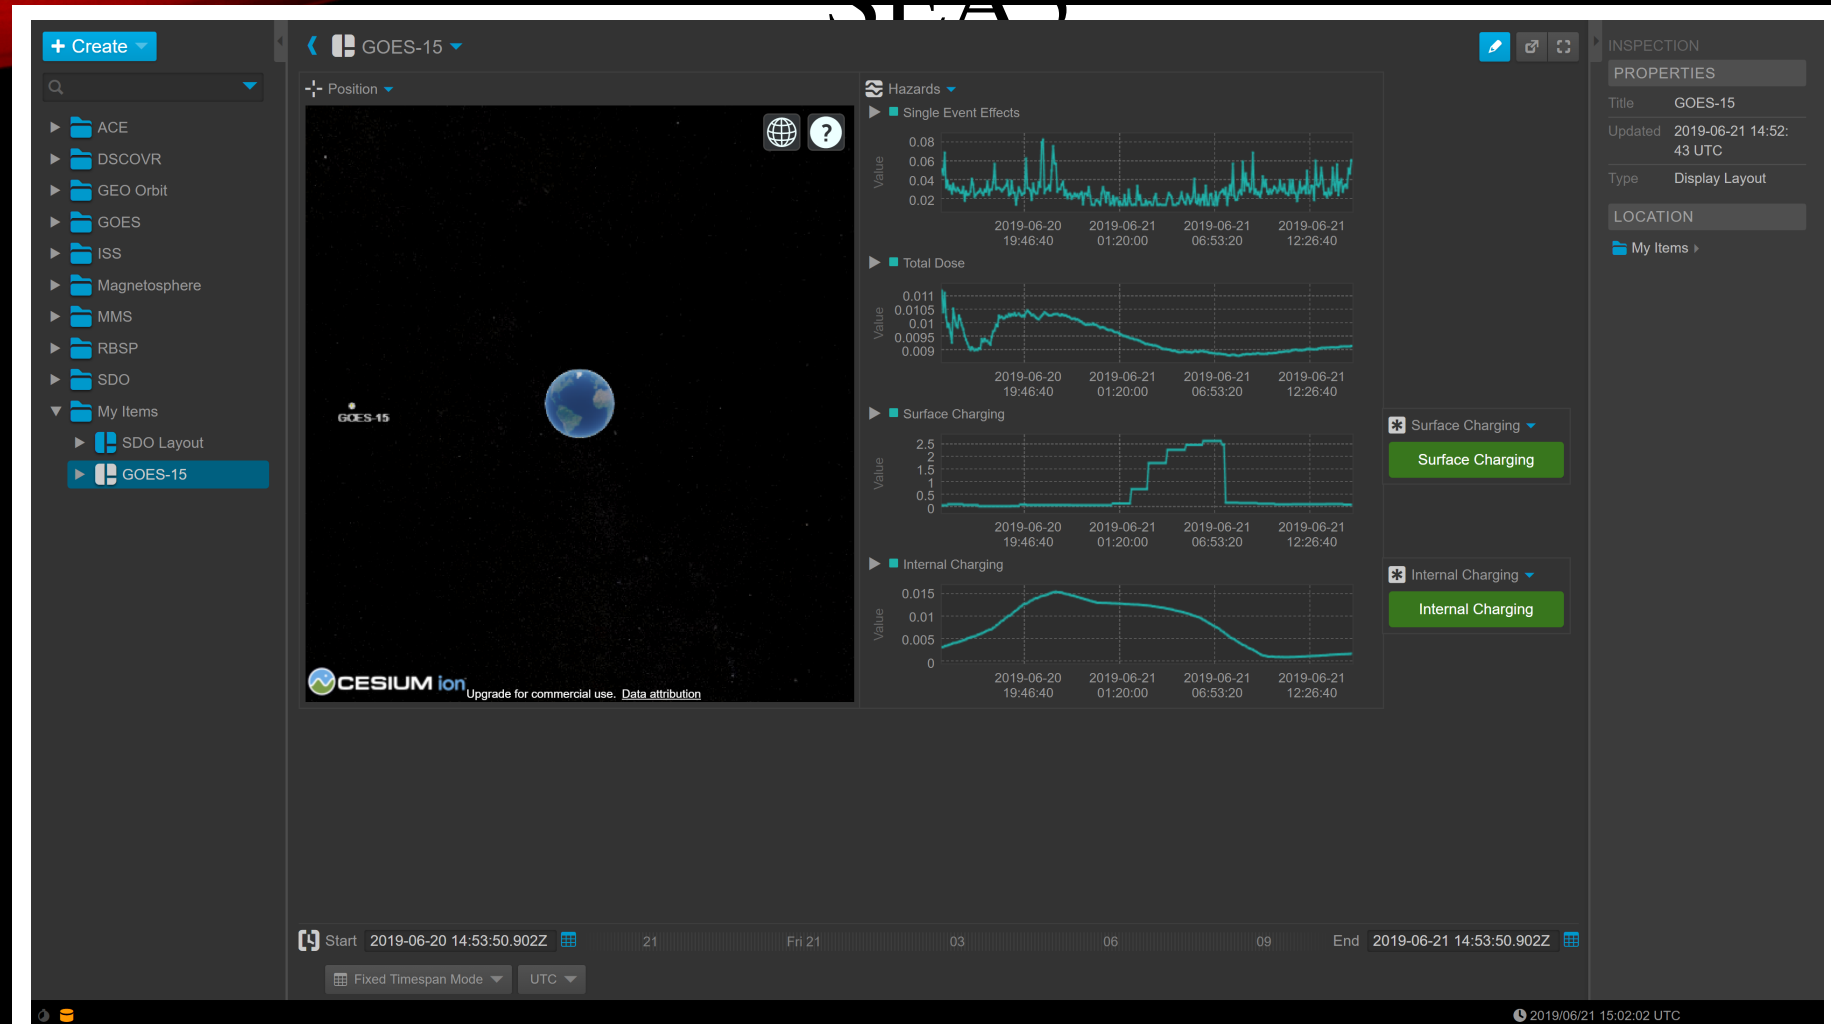 SEA5
+ Create
GOES-15
INSPECTION
PROPERTIES
Title GOES-15
Updated 2019-06-21 14:52:
43 UTC
Type Display Layout
LOCATION
My Items
ACE
DSCOVR
GEO Orbit
GOES
ISS
Magnetosphere
MMS
RBSP
SDO
My Items
SDO Layout
GOES-15
Position
?
GOES-15
CESIUM ion
Upgrade for commercial use. Data attribution
Hazards
Single Event Effects
Value
0.08
0.06
0.04
0.02
2019-06-20 2019-06-21 2019-06-21 2019-06-21
19:46:40 01:20:00 06:53:20 12:26:40
Total Dose
Value
0.011
0.0105
0.01
0.0095
0.009
2019-06-20 2019-06-21 2019-06-21 2019-06-21
19:46:40 01:20:00 06:53:20 12:26:40
Surface Charging
Value
2.5
2
1.5
1
0.5
0
2019-06-20 2019-06-21 2019-06-21 2019-06-21
19:46:40 01:20:00 06:53:20 12:26:40
Internal Charging
Value
0.015
0.01
0.005
0
2019-06-20 2019-06-21 2019-06-21 2019-06-21
19:46:40 01:20:00 06:53:20 12:26:40
Surface Charging
Surface Charging
Internal Charging
Internal Charging
Start 2019-06-20 14:53:50.902Z 21 Fri 21 03 06 09 End 2019-06-21 14:53:50.902Z
Fixed Timespan Mode UTC
2019/06/21 15:02:02 UTC